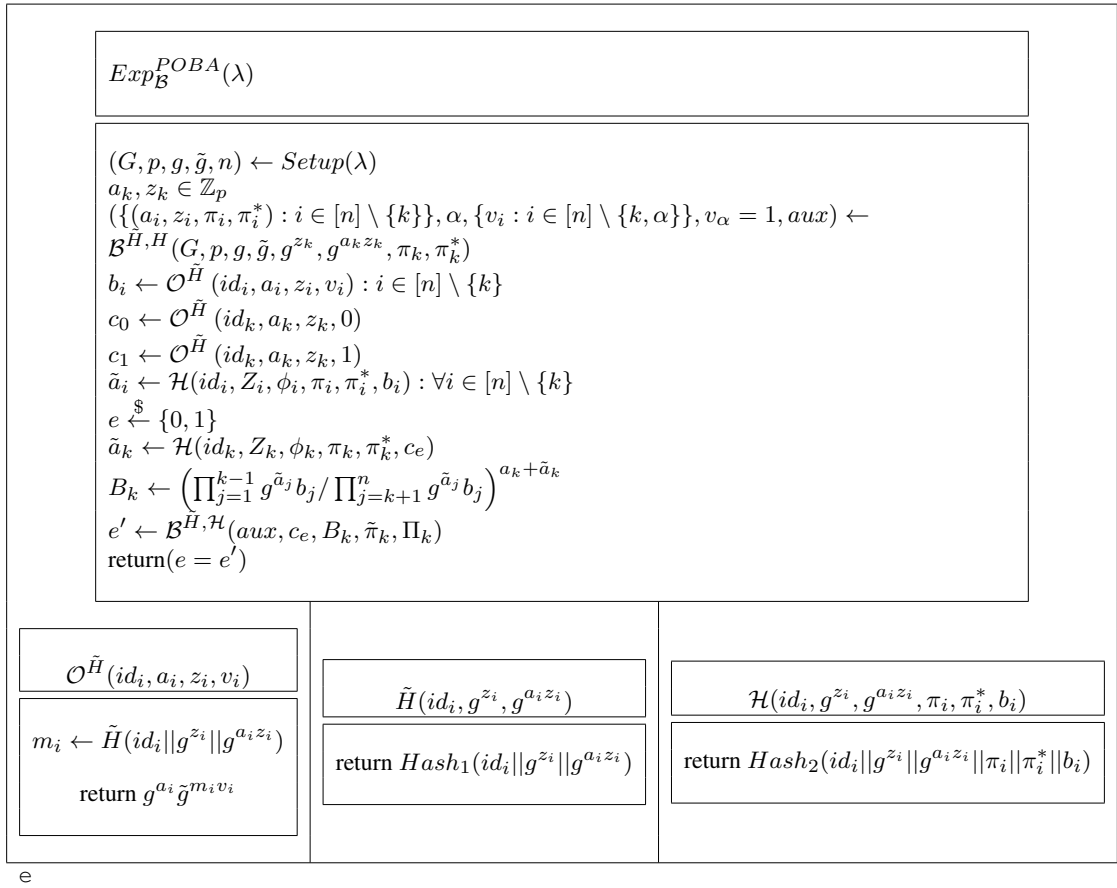 $Exp_{\mathcal{B}}^{POBA}(\lambda)$
$(G, p, g, \tilde{g}, n) \leftarrow Setup(\lambda)$
$a_k, z_k \in \mathbb{Z}_p$
$(\{(a_i, z_i, \pi_i, \pi_i^*) : i \in [n] \setminus \{k\}\}, \alpha, \{v_i : i \in [n] \setminus \{k, \alpha\}\}, v_\alpha = 1, aux) \leftarrow$
$\mathcal{B}^{\tilde{H}, H}(G, p, g, \tilde{g}, g^{z_k}, g^{a_k z_k}, \pi_k, \pi_k^*)$
$b_i \leftarrow \mathcal{O}^{\tilde{H}}(id_i, a_i, z_i, v_i) : i \in [n] \setminus \{k\}$
$c_0 \leftarrow \mathcal{O}^{\tilde{H}}(id_k, a_k, z_k, 0)$
$c_1 \leftarrow \mathcal{O}^{\tilde{H}}(id_k, a_k, z_k, 1)$
$\tilde{a}_i \leftarrow \mathcal{H}(id_i, Z_i, \phi_i, \pi_i, \pi_i^*, b_i) : \forall i \in [n] \setminus \{k\}$
$e \stackrel{\$}{\leftarrow} \{0, 1\}$
$\tilde{a}_k \leftarrow \mathcal{H}(id_k, Z_k, \phi_k, \pi_k, \pi_k^*, c_e)$
$B_k \leftarrow \left(\prod_{j=1}^{k-1} g^{\tilde{a}_j} b_j / \prod_{j=k+1}^{n} g^{\tilde{a}_j} b_j\right)^{a_k + \tilde{a}_k}$
$e' \leftarrow \mathcal{B}^{\tilde{H}, \mathcal{H}}(aux, c_e, B_k, \tilde{\pi}_k, \Pi_k)$
return$(e = e')$
$\mathcal{O}^{\tilde{H}}(id_i, a_i, z_i, v_i)$
$m_i \leftarrow \tilde{H}(id_i || g^{z_i} || g^{a_i z_i})$
return $g^{a_i} \tilde{g}^{m_i v_i}$
$\tilde{H}(id_i, g^{z_i}, g^{a_i z_i})$
return $Hash_1(id_i || g^{z_i} || g^{a_i z_i})$
$\mathcal{H}(id_i, g^{z_i}, g^{a_i z_i}, \pi_i, \pi_i^*, b_i)$
return $Hash_2(id_i || g^{z_i} || g^{a_i z_i} || \pi_i || \pi_i^* || b_i)$
e